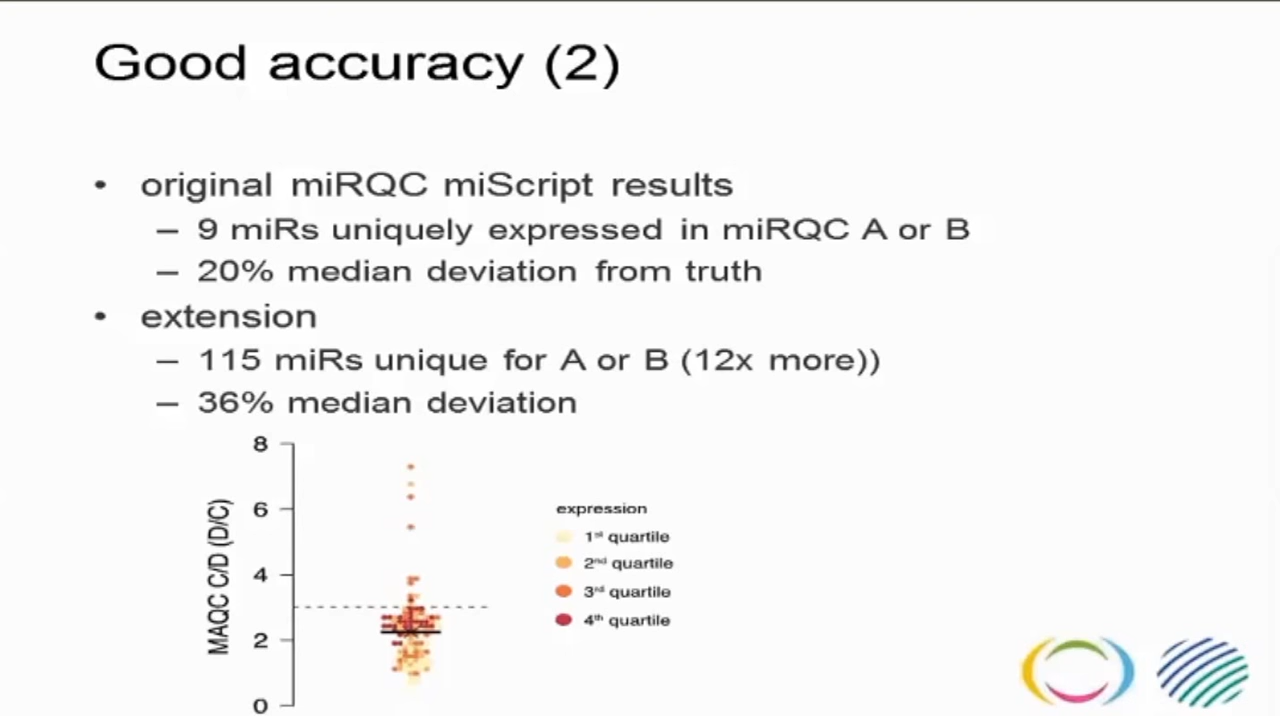 Good accuracy (2)
• original miRQC miScript results
– 9 miRs uniquely expressed in miRQC A or B
– 20% median deviation from truth
• extension
– 115 miRs unique for A or B (12x more))
– 36% median deviation
8
6
4
2
0
MAQC C/D (D/C)
expression
1st quartile
2nd quartile
3rd quartile
4th quartile